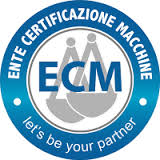 ENTE CERTIFICAZIONE MACCHINE
ECM
let's be your partner